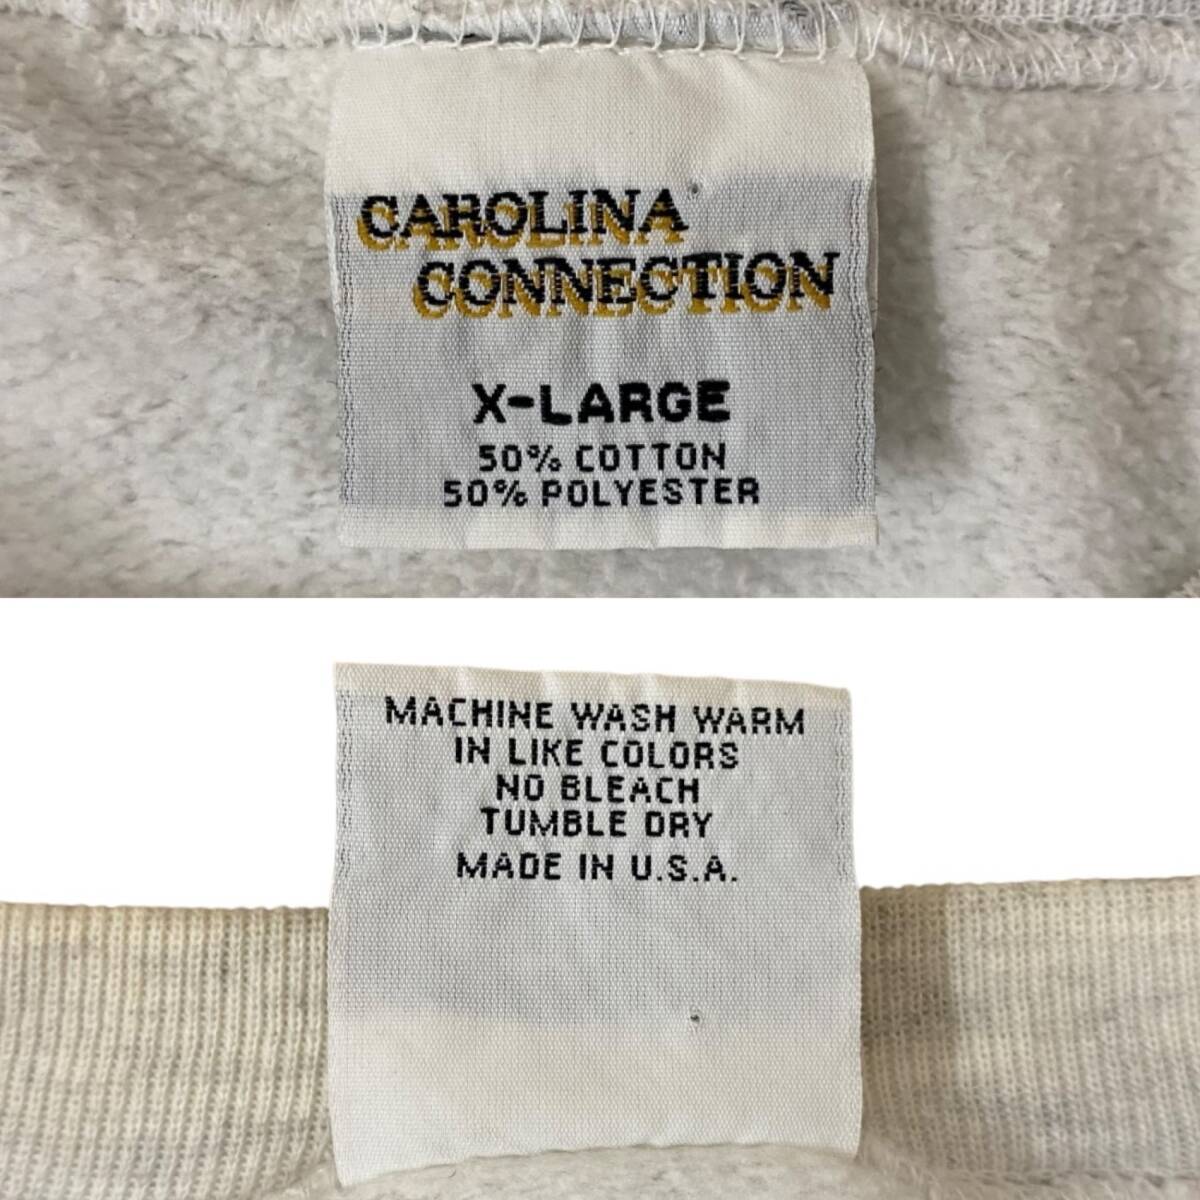 CAROLINA
CONNECTION
X-LARGE
50% COTTON
50% POLYESTER
MACHINE WASH WARM
IN LIKE COLORS
NO BLEACH
TUMBLE DRY
MADE IN U.S.A.